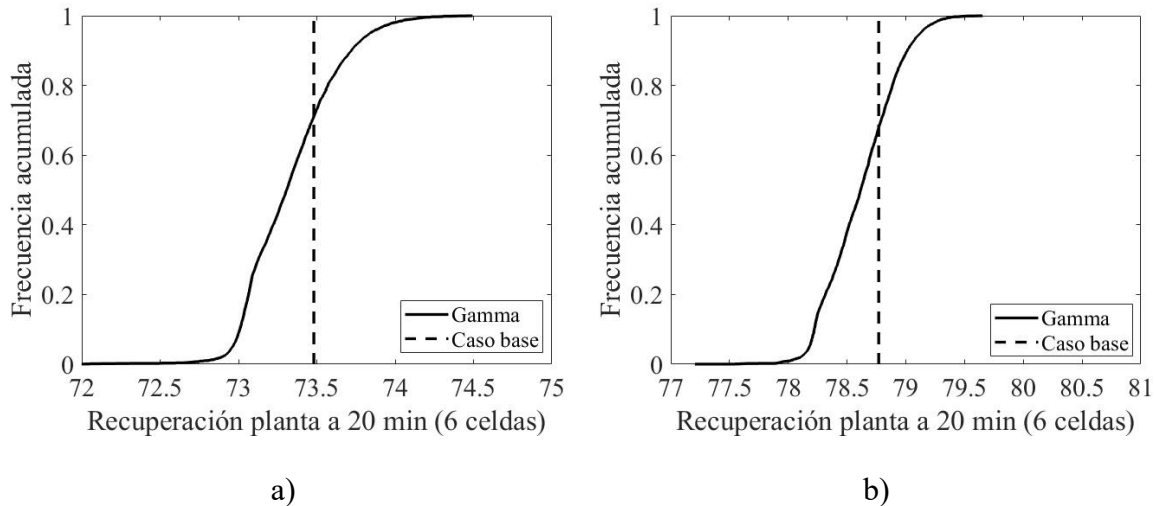 1
0.8
0.6
0.4
0.2
0
Frecuencia acumulada
72 72.5 73 73.5 74 74.5 75
Recuperación planta a 20 min (6 celdas)
Gamma
Caso base
a)
1
0.8
0.6
0.4
0.2
0
Frecuencia acumulada
77 77.5 78 78.5 79 79.5 80 80.5 81
Recuperación planta a 20 min (6 celdas)
Gamma
Caso base
b)